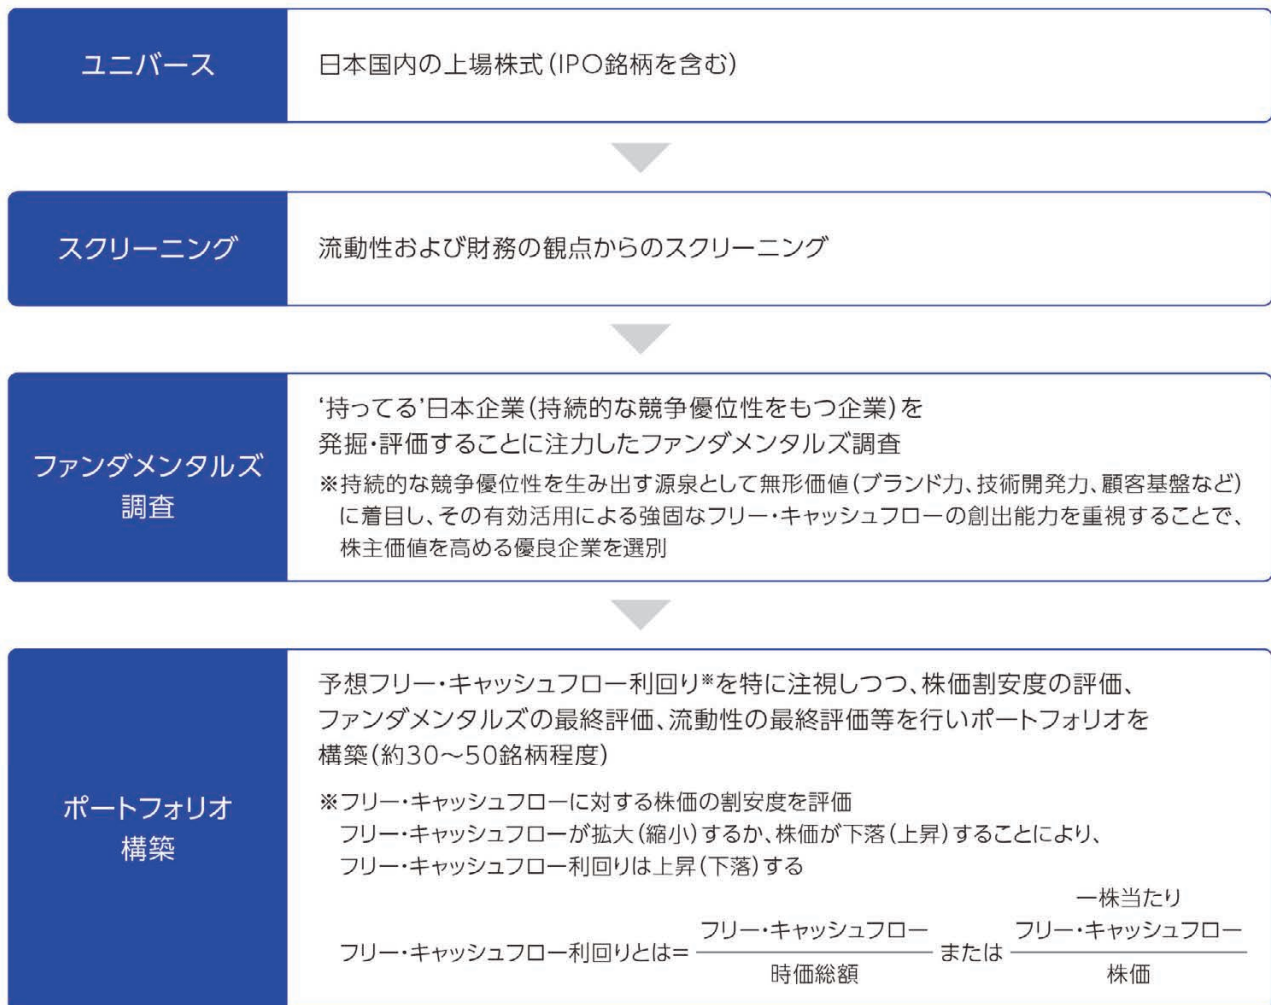 ユニバース
日本国内の上場株式(IPO銘柄を含む)
スクリーニング
流動性および財務の観点からのスクリーニング
ファンダメンタルズ
調査
‘持ってる’日本企業(持続的な競争優位性をもつ企業)を
発掘・評価することに注力したファンダメンタルズ調査
※持続的な競争優位性を生み出す源泉として無形価値(ブランド力、技術開発力、顧客基盤など)
に着目し、その有効活用による強固なフリー・キャッシュフローの創出能力を重視することで、
株主価値を高める優良企業を選別
ポートフォリオ
構築
予想フリー・キャッシュフロー利回り※を特に注視しつつ、株価割安度の評価、
ファンダメンタルズの最終評価、流動性の最終評価等を行いポートフォリオを
構築(約30〜50銘柄程度)
※フリー・キャッシュフローに対する株価の割安度を評価
フリー・キャッシュフローが拡大(縮小)するか、株価が下落(上昇)することにより、
フリー・キャッシュフロー利回りは上昇(下落)する
フリー・キャッシュフロー利回りとは=
フリー・キャッシュフロー
時価総額
または
一株当たり
フリー・キャッシュフロー
株価